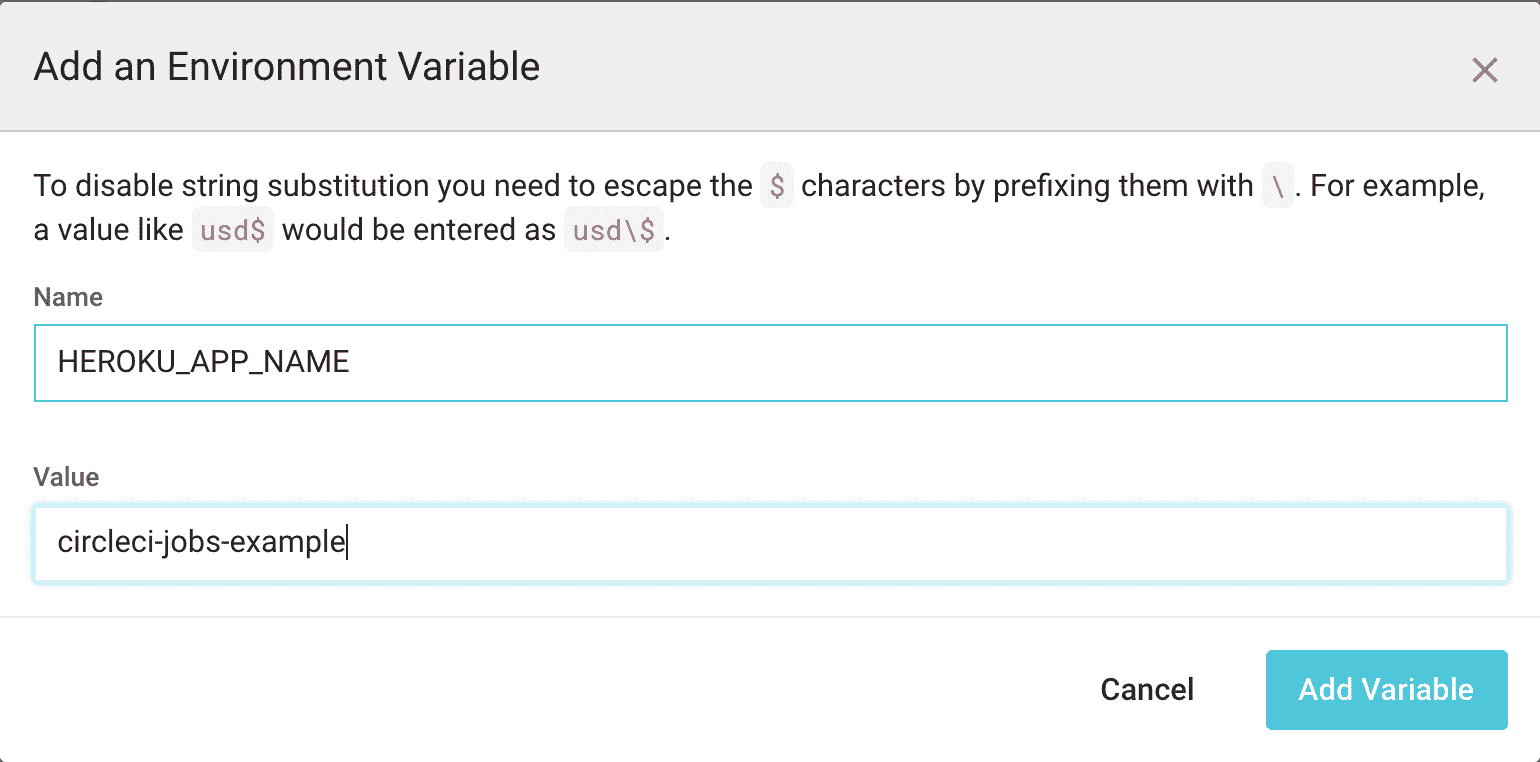 Add an Environment Variable
To disable string substitution you need to escape the $ characters by prefixing them with \. For example,
a value like usd$ would be entered as usd\$.
Name
HEROKU_APP_NAME
Value
circleci-jobs-example
Cancel
Add Variable